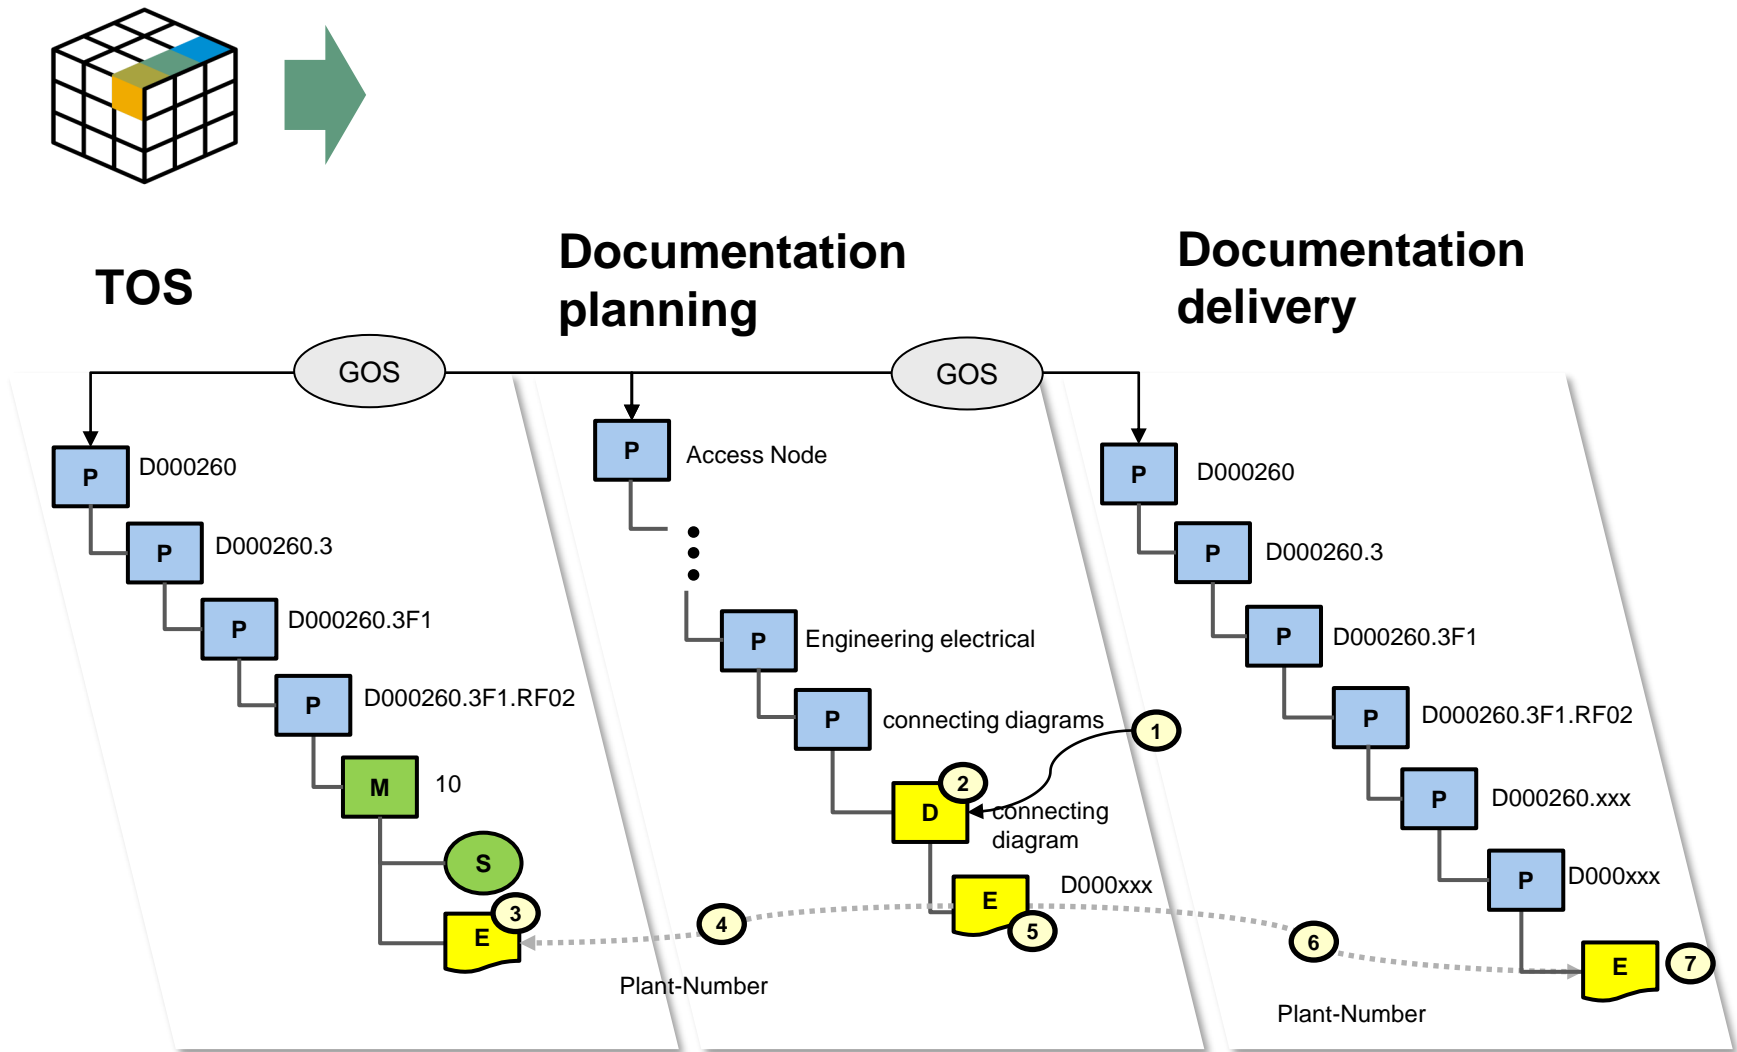 TOS
Documentation
planning
Documentation
delivery
GOS
GOS
P
D000260
P
D000260.3
P
D000260.3F1
P
D000260.3F1.RF02
M
10
S
E
3
4
Plant-Number
P
Access Node
P
Engineering electrical
P
connecting diagrams
1
2
D
connecting
diagram
E
D000xxx
5
P
D000260
P
D000260.3
P
D000260.3F1
P
D000260.3F1.RF02
P
D000260.xxx
P
D000xxx
6
E
7
Plant-Number